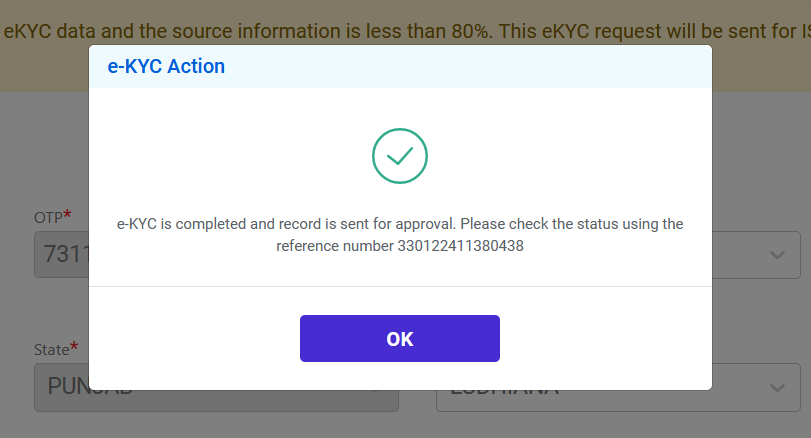 eKYC data and the source information is less than 80%. This eKYC request will be sent for IS
e-KYC Action
e-KYC is completed and record is sent for approval. Please check the status using the
reference number 330122411380438
OTP*
7311
OK
State*
PUNJAB
LUDHIANA